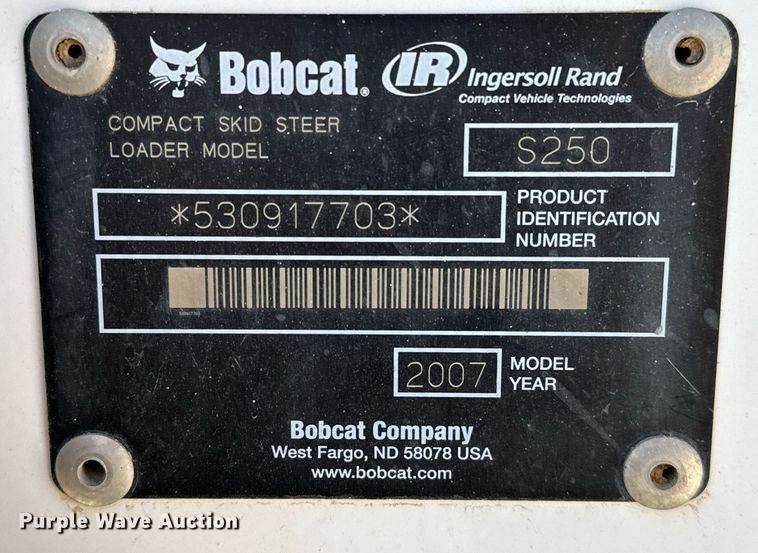 Bobcat® IR Ingersoll Rand
Compact Vehicle Technologies
COMPACT SKID STEER
LOADER MODEL
S250
*530917703*
PRODUCT
IDENTIFICATION
NUMBER
530917703
2007
MODEL
YEAR
Bobcat Company
West Fargo, ND 58078 USA
www.bobcat.com
Purple Wave Auction